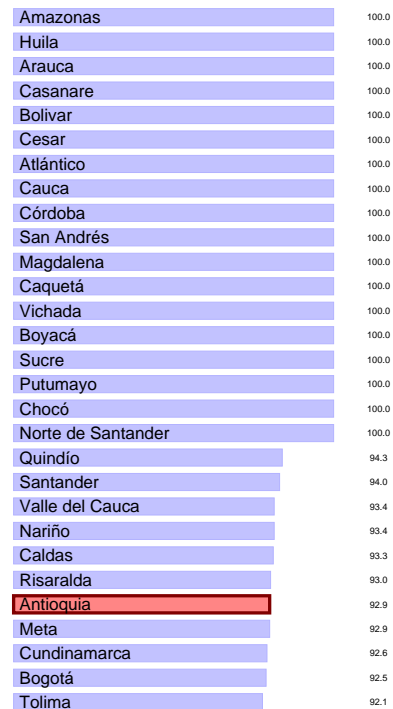 Amazonas 100.0
Huila 100.0
Arauca 100.0
Casanare 100.0
Bolivar 100.0
Cesar 100.0
Atlántico 100.0
Cauca 100.0
Córdoba 100.0
San Andrés 100.0
Magdalena 100.0
Caquetá 100.0
Vichada 100.0
Boyacá 100.0
Sucre 100.0
Putumayo 100.0
Chocó 100.0
Norte de Santander 100.0
Quindío 94.3
Santander 94.0
Valle del Cauca 93.4
Nariño 93.4
Caldas 93.3
Risaralda 93.0
Antioquia 92.9
Meta 92.9
Cundinamarca 92.6
Bogotá 92.5
Tolima 92.1